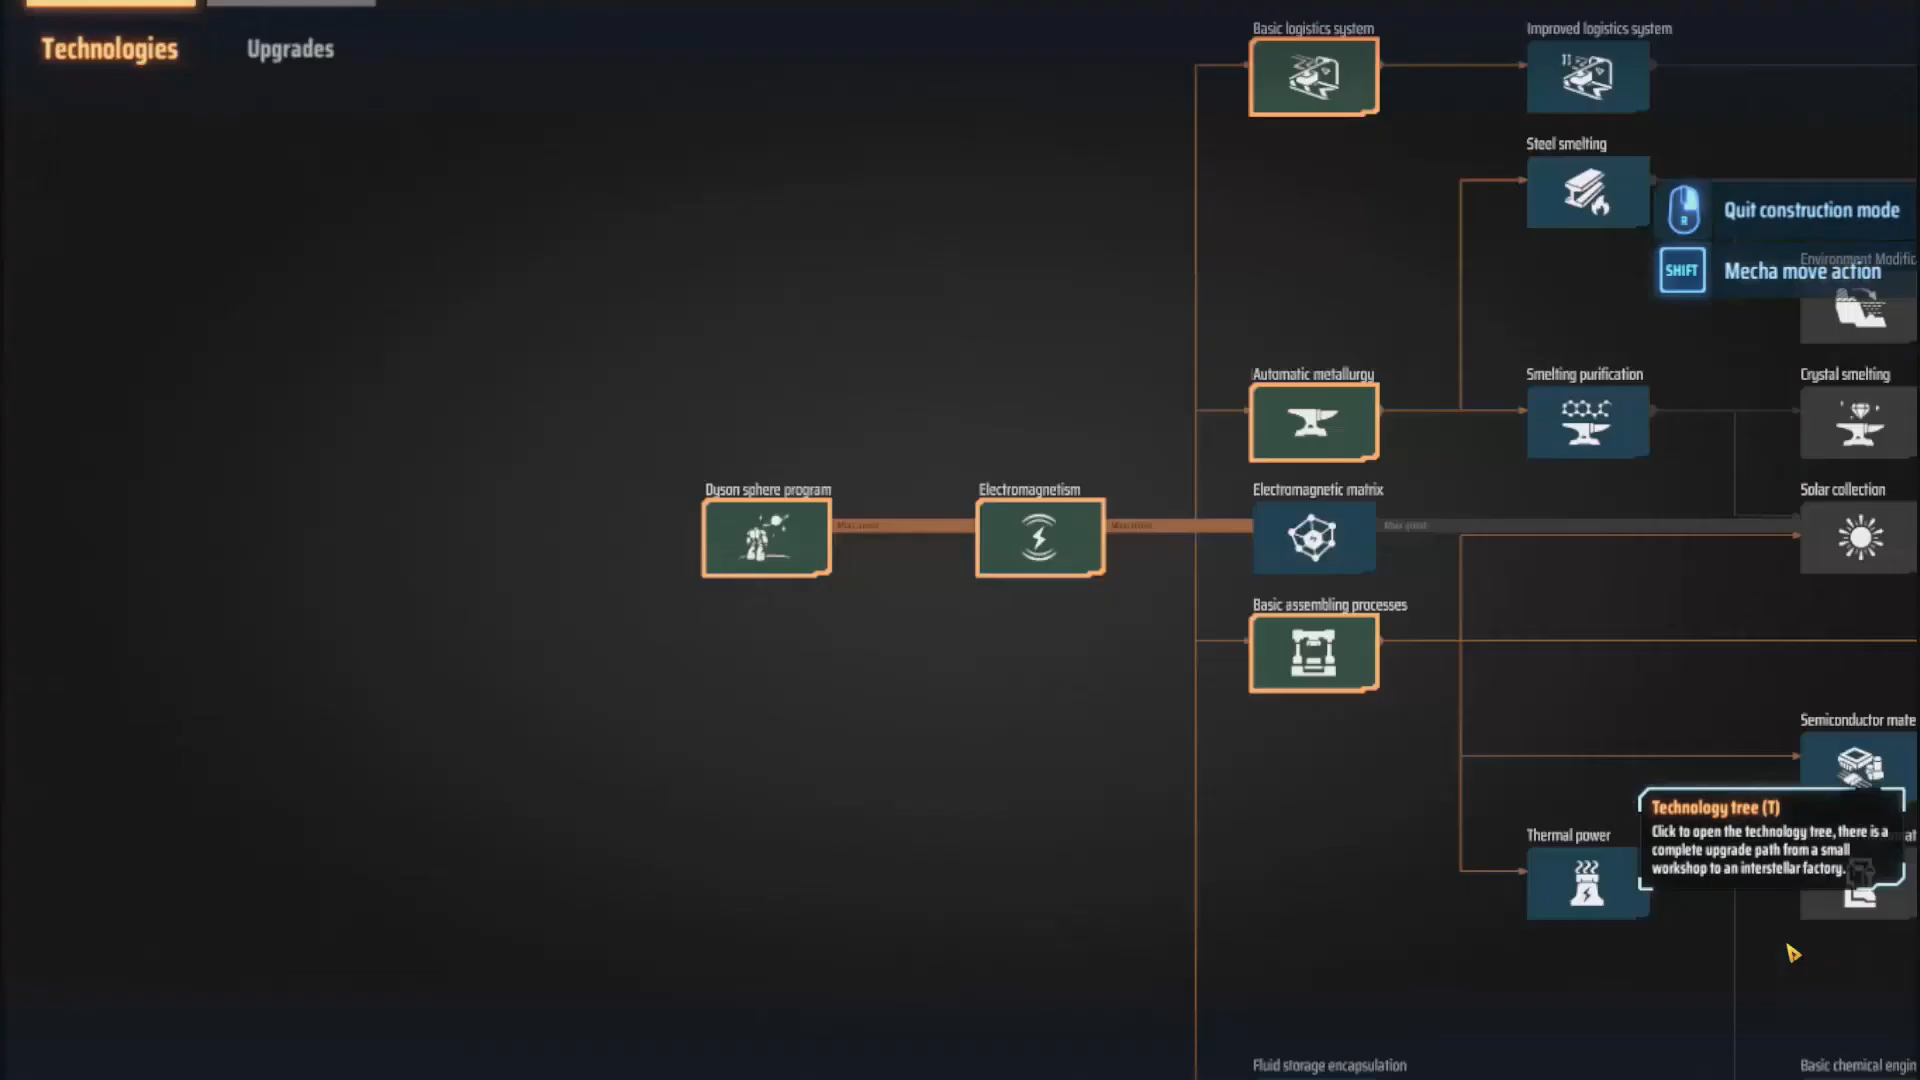 Technologies
Upgrades
Basic logistics system
Improved logistics system
Steel smelting
Quit construction mode
R
Environment Modific
SHIFT
Mecha move action
Automatic metallurgy
Smelting purification
Crystal smelting
Dyson sphere program
Electromagnetism
Electromagnetic matrix
Solar collection
Basic assembling processes
Semiconductor mate
Technology tree (T)
Click to open the technology tree, there is a
complete upgrade path from a small
workshop to an interstellar factory.
Thermal power
Fluid storage encapsulation
Basic chemical engin